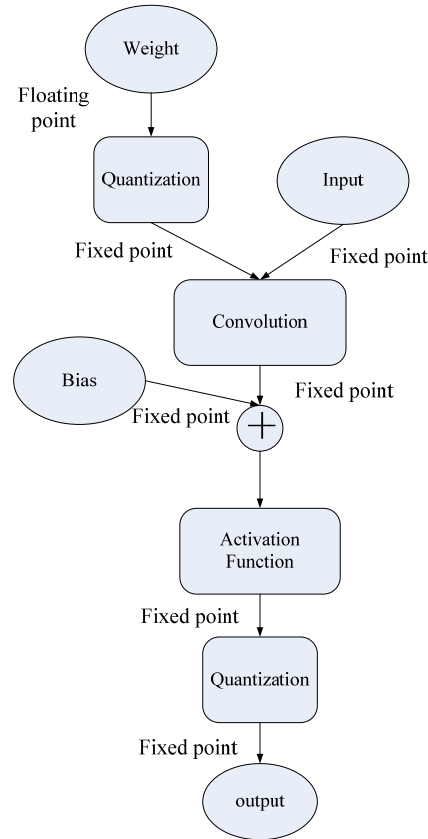 Weight
Floating
point
Quantization
Input
Fixed point
Fixed point
Convolution
Fixed point
Bias
Fixed point
+
Activation
Function
Fixed point
Quantization
Fixed point
output